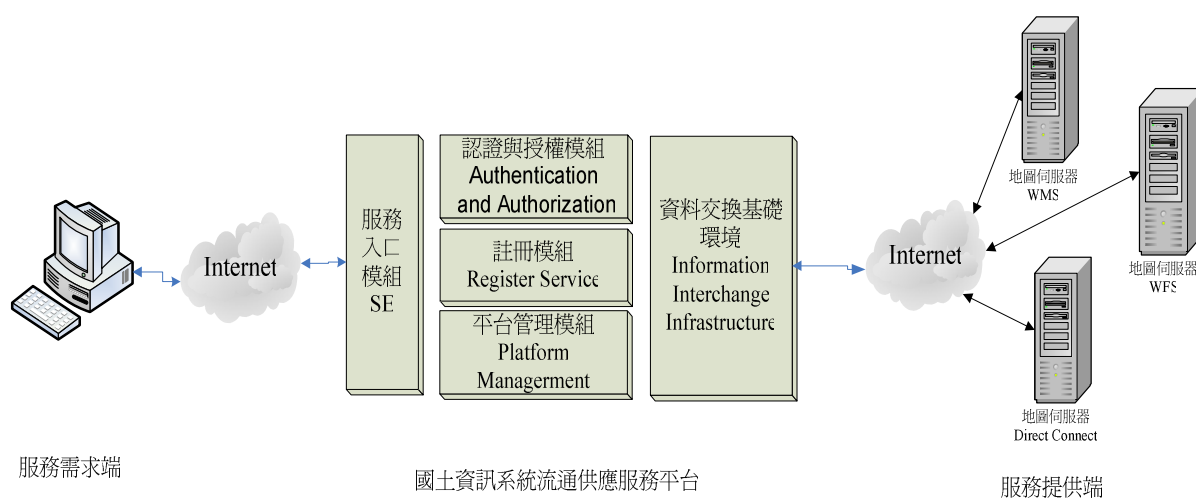 Internet
服務
入口
模組
SE
認證與授權模組
Authentication
and Authorization
註冊模組
Register Service
平台管理模組
Platform
Managerment
資料交換基礎
環境
Information
Interchange
Infrastructure
Internet
地圖伺服器
WMS
地圖伺服器
WFS
地圖伺服器
Direct Connect
服務需求端
國土資訊系統流通供應服務平台
服務提供端